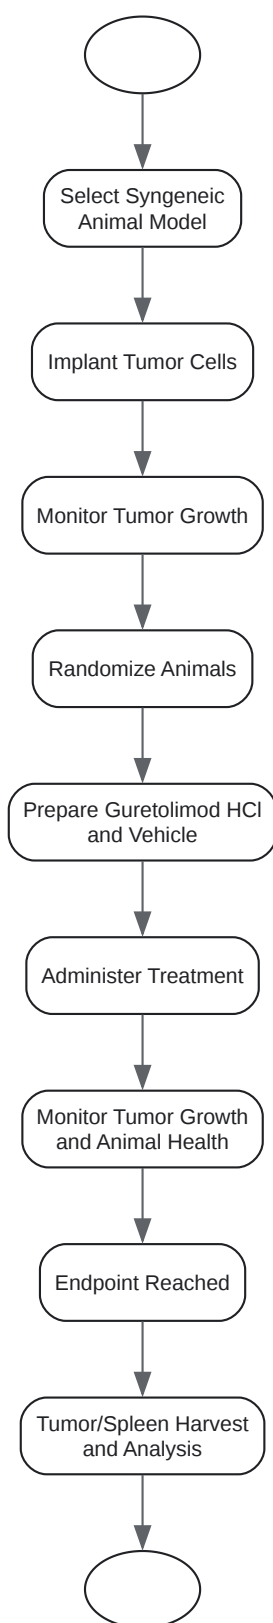 Select Syngeneic
Animal Model
Implant Tumor Cells
Monitor Tumor Growth
Randomize Animals
Prepare Guretolimod HCl
and Vehicle
Administer Treatment
Monitor Tumor Growth
and Animal Health
Endpoint Reached
Tumor/Spleen Harvest
and Analysis